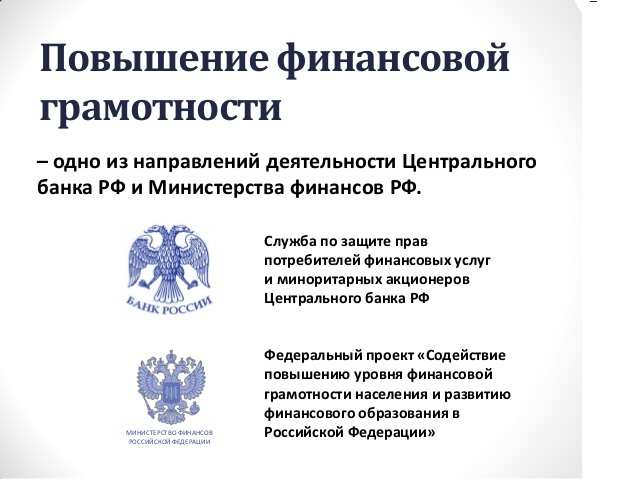 Повышение финансовой
грамотности
– одно из направлений деятельности Центрального
банка РФ и Министерства финансов РФ.
БАНК РОССИИ
Служба по защите прав
потребителей финансовых услуг
и миноритарных акционеров
Центрального банка РФ
МИНИСТЕРСТВО ФИНАНСОВ
РОССИЙСКОЙ ФЕДЕРАЦИИ
Федеральный проект «Содействие
повышению уровня финансовой
грамотности населения и развитию
финансового образования в
Российской Федерации»